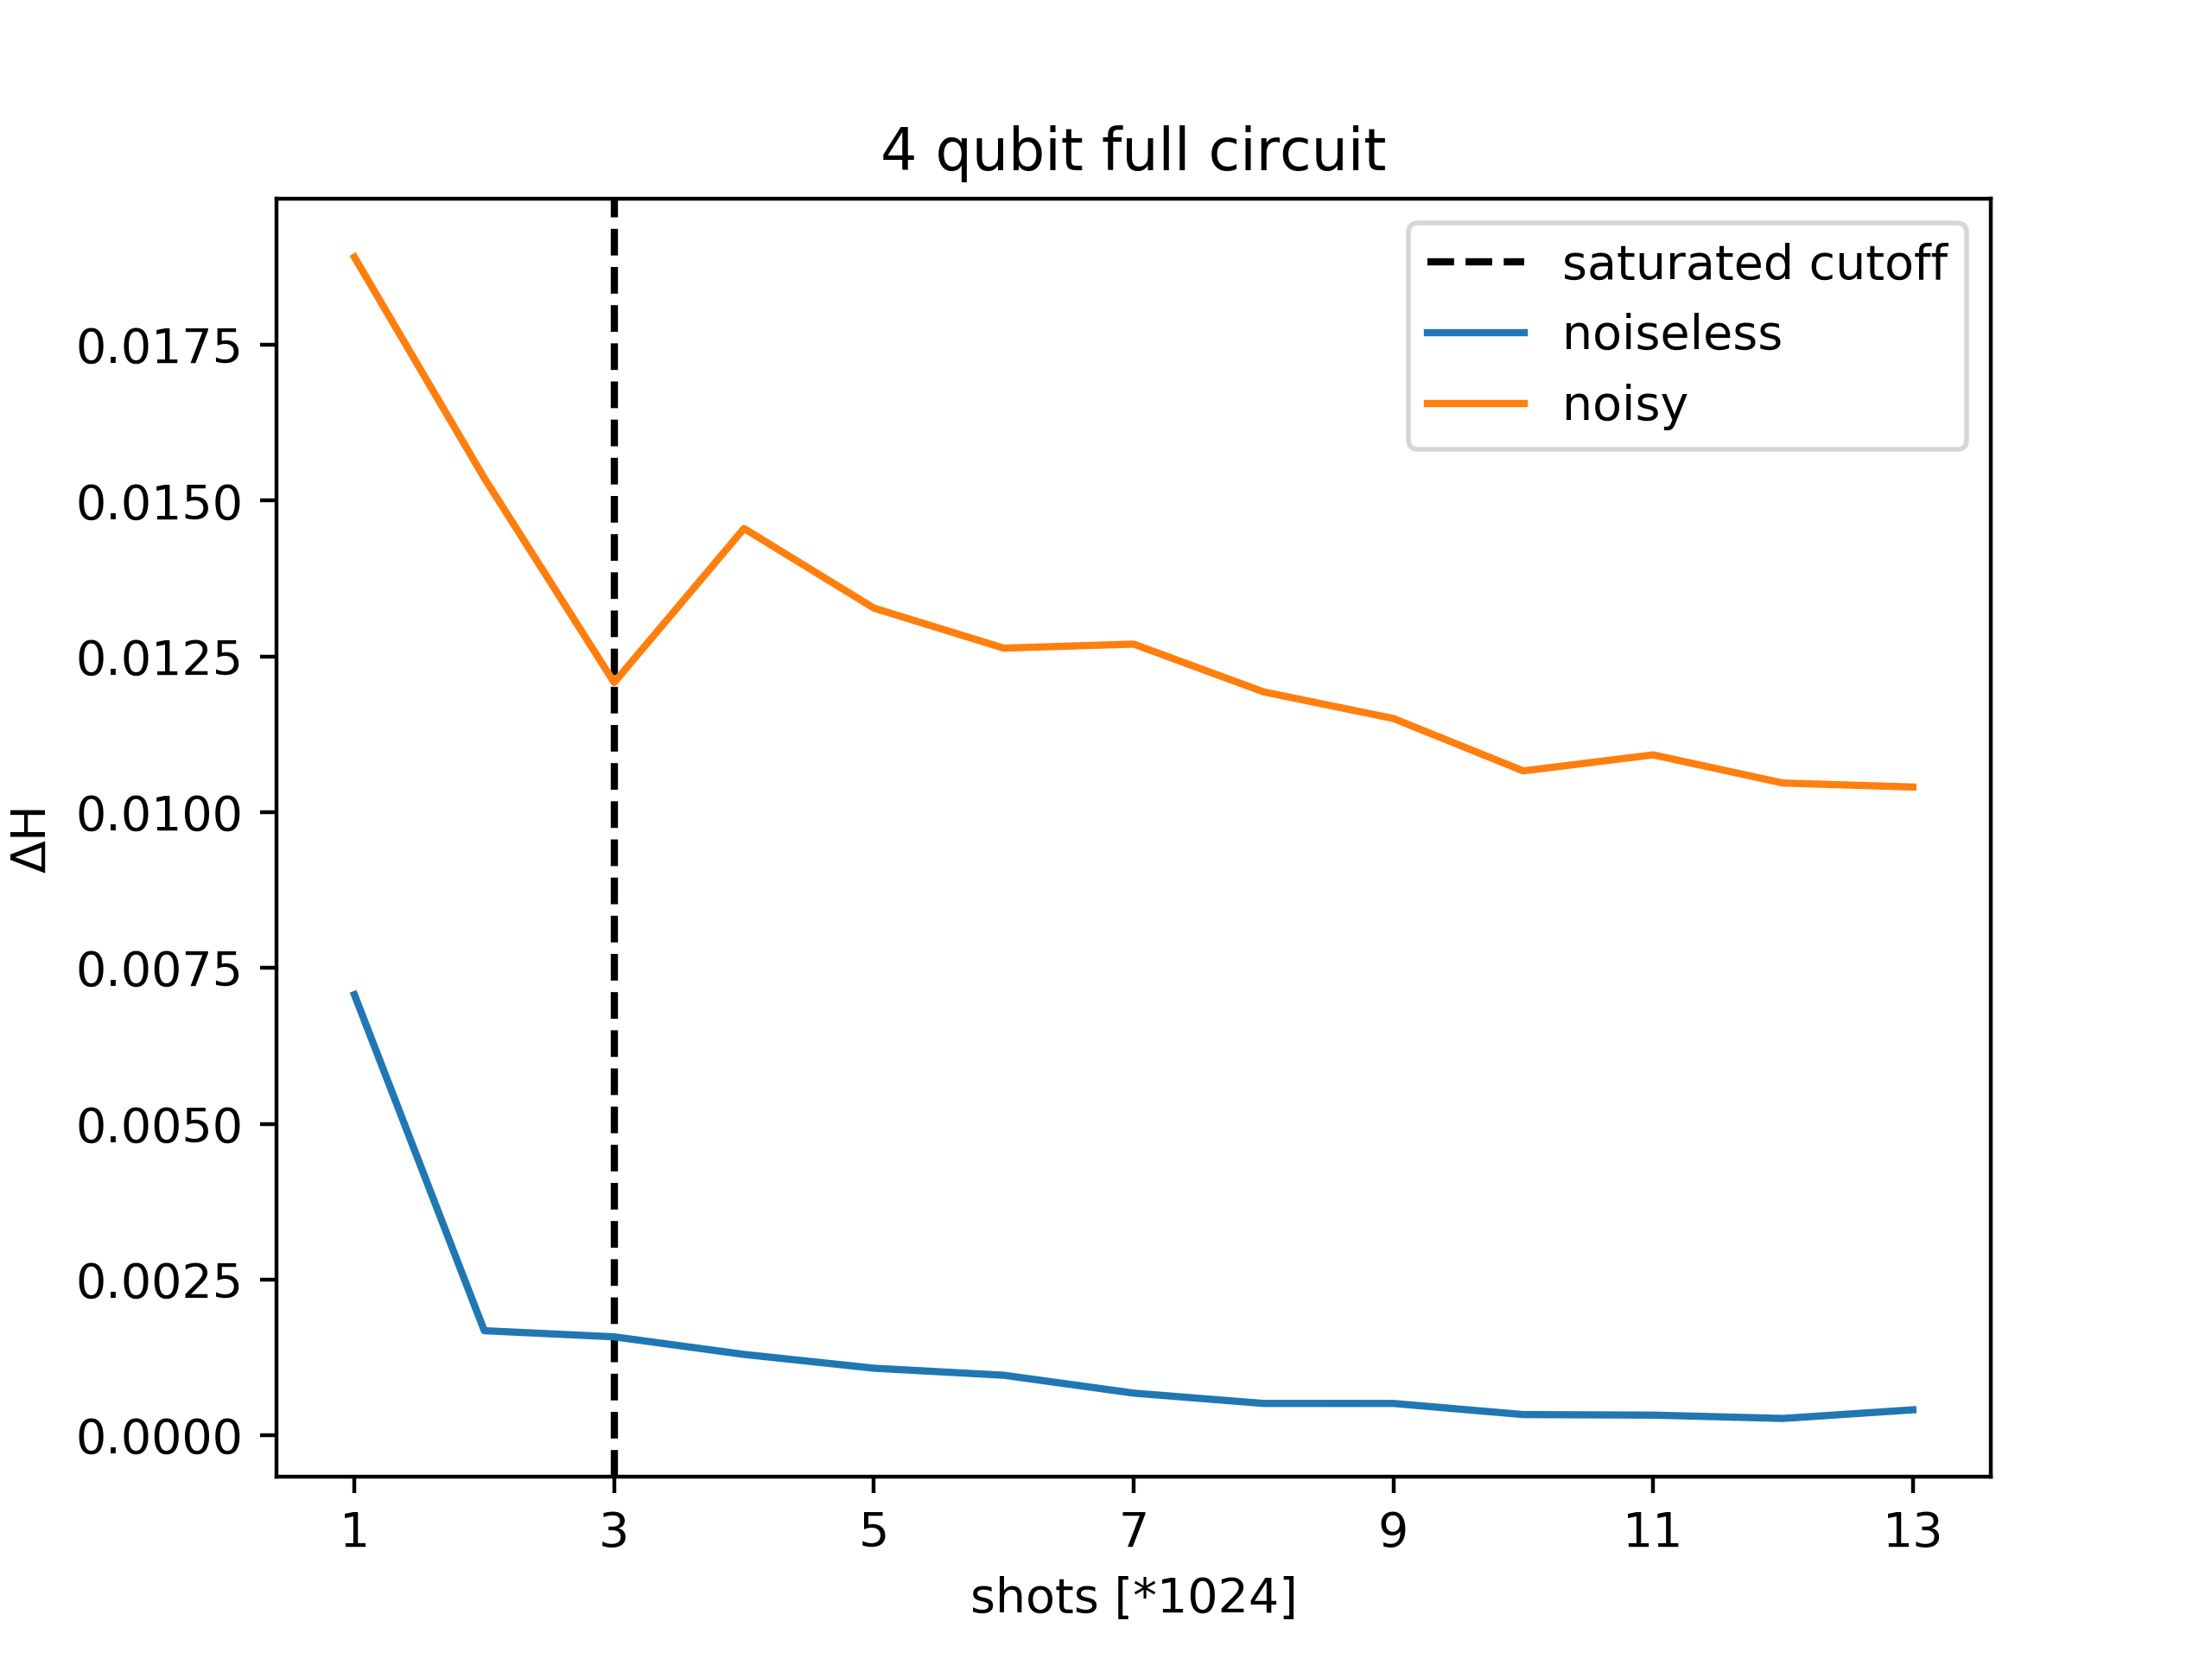 4 qubit full circuit
saturated cutoff
noiseless
noisy
0.0175
0.0150
0.0125
0.0100
0.0075
0.0050
0.0025
0.0000
ΔH
1 3 5 7 9 11 13
shots [*1024]